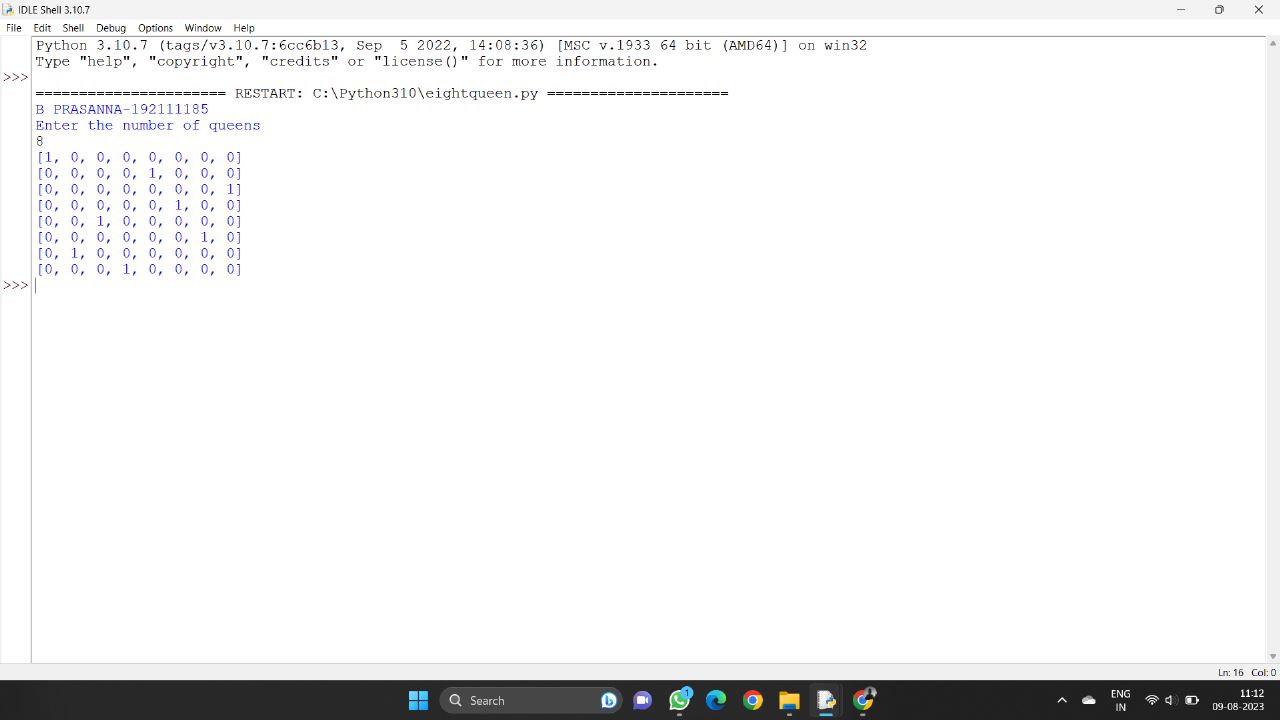 IDLE Shell 3.10.7
File Edit Shell Debug Options Window Help
Python 3.10.7 (tags/v3.10.7:6cc6b13, Sep  5 2022, 14:08:36) [MSC v.1933 64 bit (AMD64)] on win32
Type "help", "copyright", "credits" or "license()" for more information.
>>>
====================== RESTART: C:\Python310\eightqueen.py =====================
B PRASANNA-192111185
Enter the number of queens
8
[1, 0, 0, 0, 0, 0, 0, 0]
[0, 0, 0, 0, 1, 0, 0, 0]
[0, 0, 0, 0, 0, 0, 0, 1]
[0, 0, 0, 0, 0, 1, 0, 0]
[0, 0, 1, 0, 0, 0, 0, 0]
[0, 0, 0, 0, 0, 0, 1, 0]
[0, 1, 0, 0, 0, 0, 0, 0]
[0, 0, 0, 1, 0, 0, 0, 0]
>>>
Ln: 16 Col: 0
Search
1
ENG
IN
11:12
09-08-2023